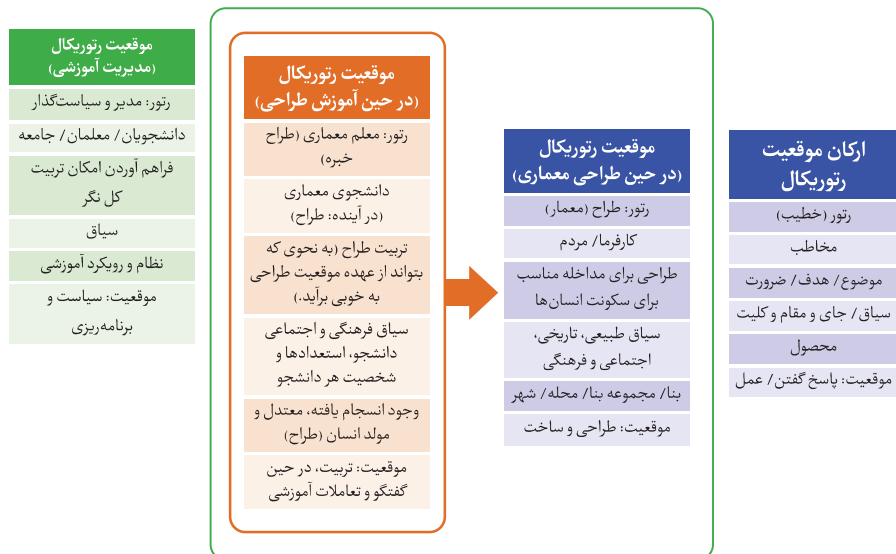 ارکان موقعیت
رتوریکال
رتور (خطیب)
مخاطب
موضوع/ هدف/ ضرورت
سیاق/ جای و مقام و کلیت
محصول
موقعیت: پاسخ گفتن/ عمل
موقعیت رتوریکال
(در حین طراحی معماری)
رتور: طراح (معمار)
کارفرما/ مردم
طراحی برای مداخله مناسب
برای سکونت انسان‌ها
سیاق طبیعی، تاریخی،
اجتماعی و فرهنگی
بنا/ مجموعه بنا/ محله/ شهر
موقعیت: طراحی و ساخت
موقعیت رتوریکال
(در حین آموزش طراحی)
رتور: معلم معماری (طراح
خبره)
دانشجوی معماری
(در آینده: طراح)
تربیت طراح (به نحوی که
بتواند از عهده موقعیت طراحی
به خوبی برآید.)
سیاق فرهنگی و اجتماعی
دانشجو، استعدادها و
شخصیت هر دانشجو
وجود انسجام یافته، معتدل و
مولد انسان (طراح)
موقعیت: تربیت، در حین
گفتگو و تعاملات آموزشی
موقعیت رتوریکال
(مدیریت آموزشی)
رتور: مدیر و سیاست‌گذار
دانشجویان/ معلمان/ جامعه
فراهم آوردن امکان تربیت
کل نگر
سیاق
نظام و رویکرد آموزشی
موقعیت: سیاست و
برنامه‌ریزی